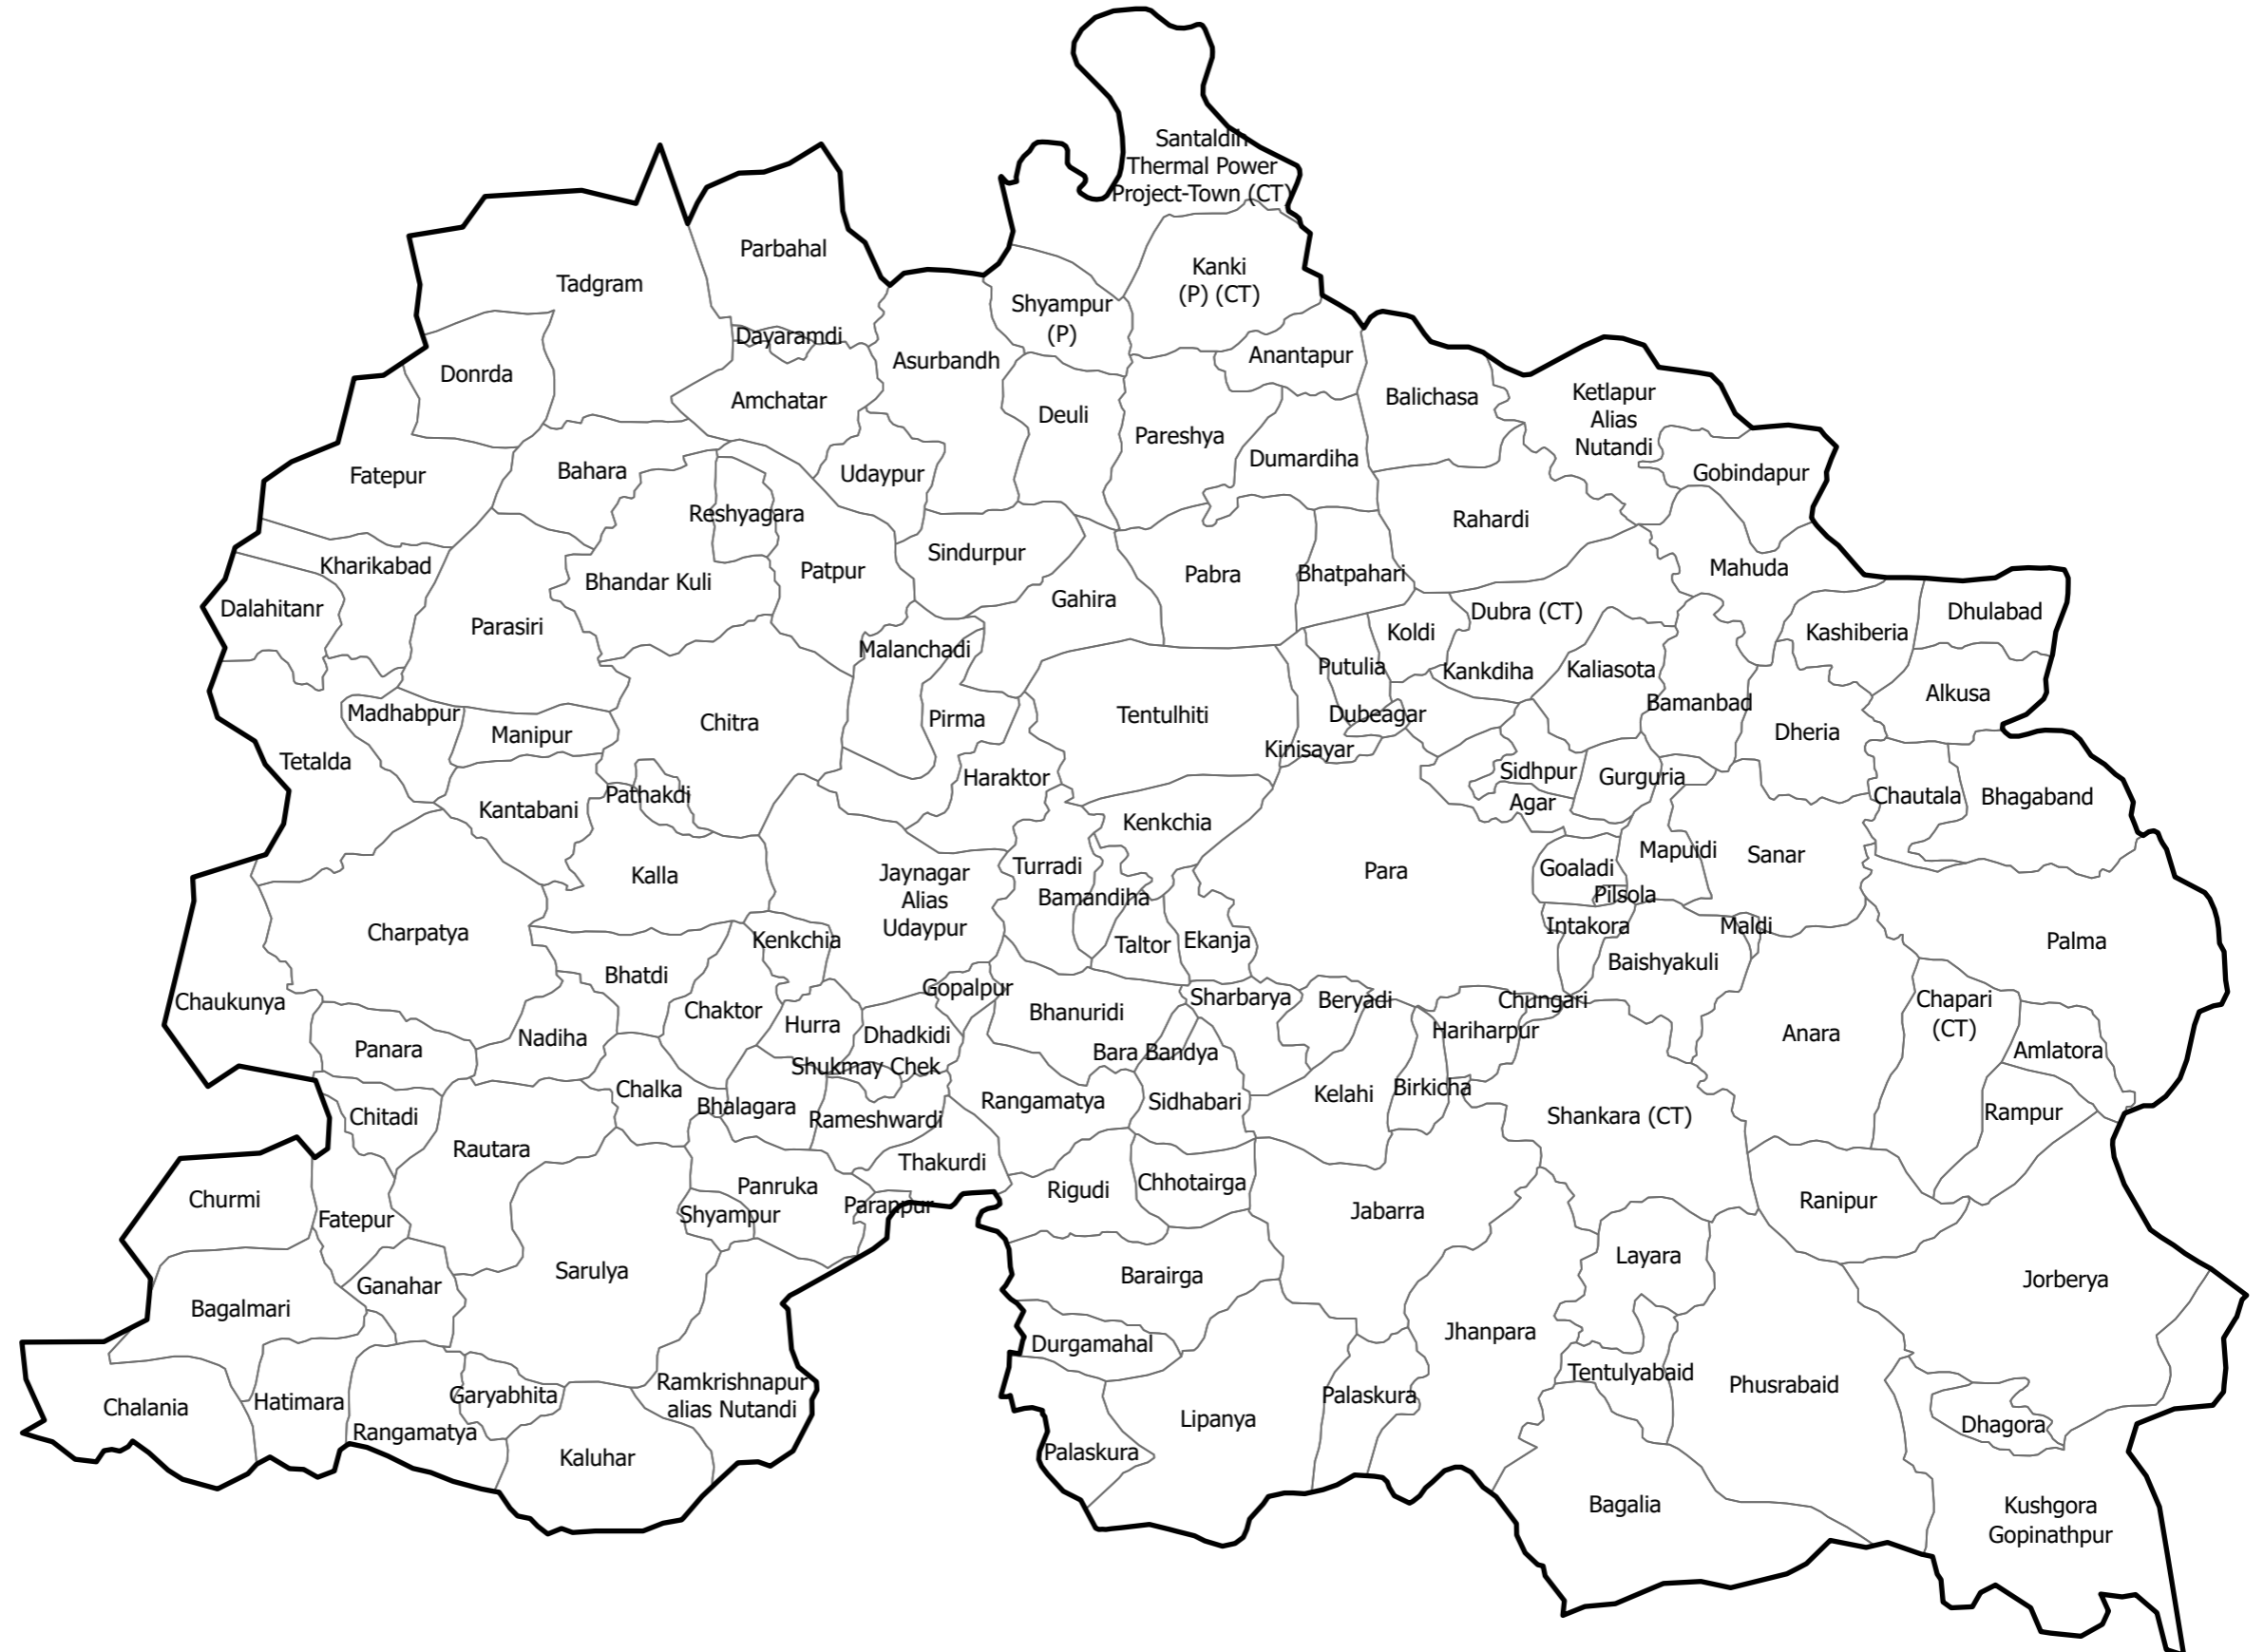 Santaldih
Thermal Power
Project-Town (CT)
Parbahal
Kanki
(P) (CT)
Tadgram
Shyampur
(P)
Dayaramdi
Anantapur
Asurbandh
Donrda
Balichasa
Ketlapur
Alias
Nutandi
Amchatar
Deuli
Pareshya
Dumardiha
Bahara
Udaypur
Gobindapur
Fatepur
Reshyagara
Rahardi
Sindurpur
Kharikabad
Mahuda
Patpur
Pabra
Bhatpahari
Bhandar Kuli
Gahira
Dalahitanr
Dubra (CT)
Dhulabad
Parasiri
Koldi
Kashiberia
Malanchadi
Putulia
Kankdiha
Kaliasota
Alkusa
Bamanbad
Madhabpur
Chitra
Pirma
Tentulhiti
Dubeagar
Manipur
Dheria
Kinisayar
Tetalda
Sidhpur
Gurguria
Haraktor
Pathakdi
Chautala
Bhagaband
Kantabani
Agar
Kenkchia
Mapuidi
Sanar
Turradi
Goaladi
Para
Kalla
Jaynagar
Alias
Udaypur
Pilsola
Bamandiha
Intakora
Maldi
Charpatya
Kenkchia
Taltor
Ekanja
Palma
Baishyakuli
Bhatdi
Gopalpur
Chaukunya
Sharbarya
Beryadi
Chungari
Chapari
(CT)
Chaktor
Bhanuridi
Hurra
Dhadkidi
Hariharpur
Anara
Nadiha
Panara
Bara Bandya
Amlatora
Shukmay Chek
Chalka
Birkicha
Kelahi
Rangamatya
Sidhabari
Bhalagara
Rameshwardi
Rampur
Chitadi
Shankara (CT)
Rautara
Thakurdi
Chhotairga
Panruka
Rigudi
Churmi
Ranipur
Paranpur
Jabarra
Shyampur
Fatepur
Layara
Sarulya
Barairga
Jorberya
Ganahar
Bagalmari
Jhanpara
Durgamahal
Tentulyabaid
Ramkrishnapur
alias Nutandi
Phusrabaid
Garyabhita
Palaskura
Hatimara
Chalania
Lipanya
Dhagora
Rangamatya
Palaskura
Kaluhar
Bagalia
Kushgora
Gopinathpur